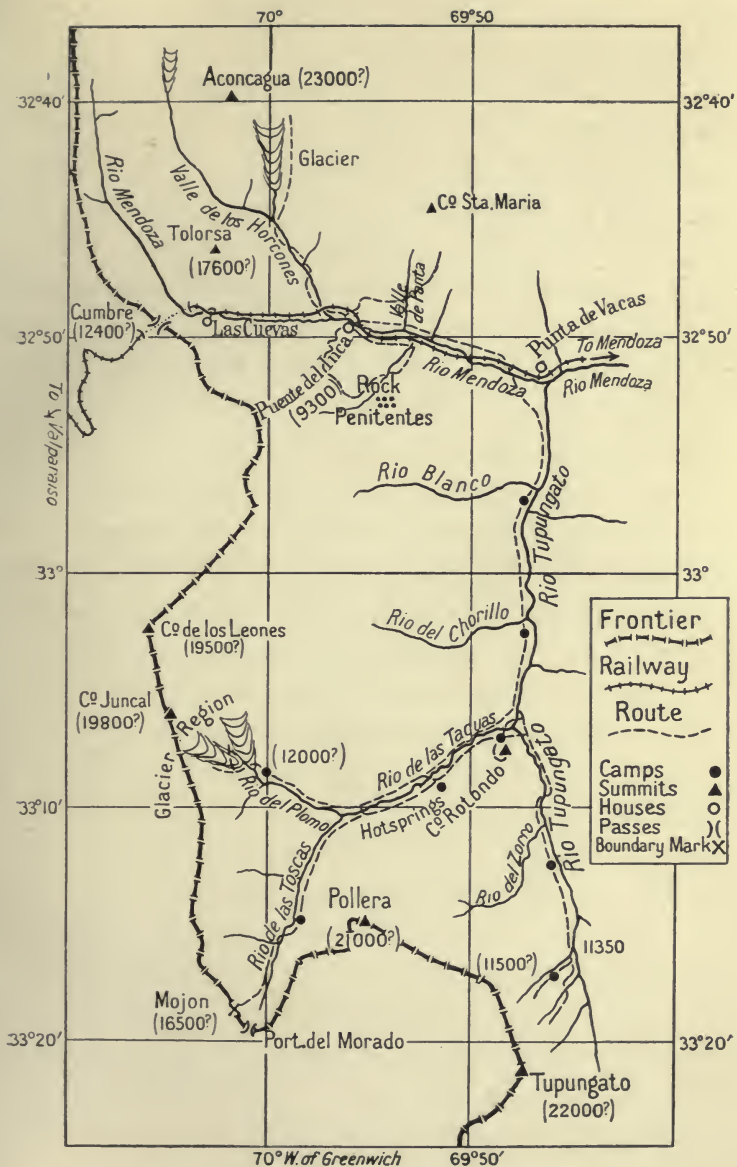 70°
69°50'
Aconcagua (23000?)
32°40'
32°40'
Glacier
Rio Mendoza
Valle de los Horcones
Cº Sta. Maria
Tolorsa
(17600?)
Valle
de Panta
Cumbre
(12400?)
Las Cuevas
Punta de Vacas
32°50'
32°50'
To Mendoza
Puente del Inca
(9300)
Rio Mendoza
Rio Mendoza
Rock
Penitentes
To Valparaiso
Rio Blanco
Rio Tupungato
33°
33°
Rio del Chorillo
Cº de los Leones
(19500?)
Cº Juncal
(19800?)
Glacier Region
12000?)
Rio del Plomo
Rio de las Taguas
Hotsprings
Cº Rotondo
Rio Tupungato
33°10'
33°10'
Frontier
Railway
Route
Camps
Summits
Houses
Passes
Boundary Mark
Rio del Zorro
Rio de las Toscas
Pollera
(21000?)
(11500?)
11350
Mojon
(16500?)
Port. del Morado
33°20'
33°20'
Tupungato
(22000?)
70° W. of Greenwich
69°50'